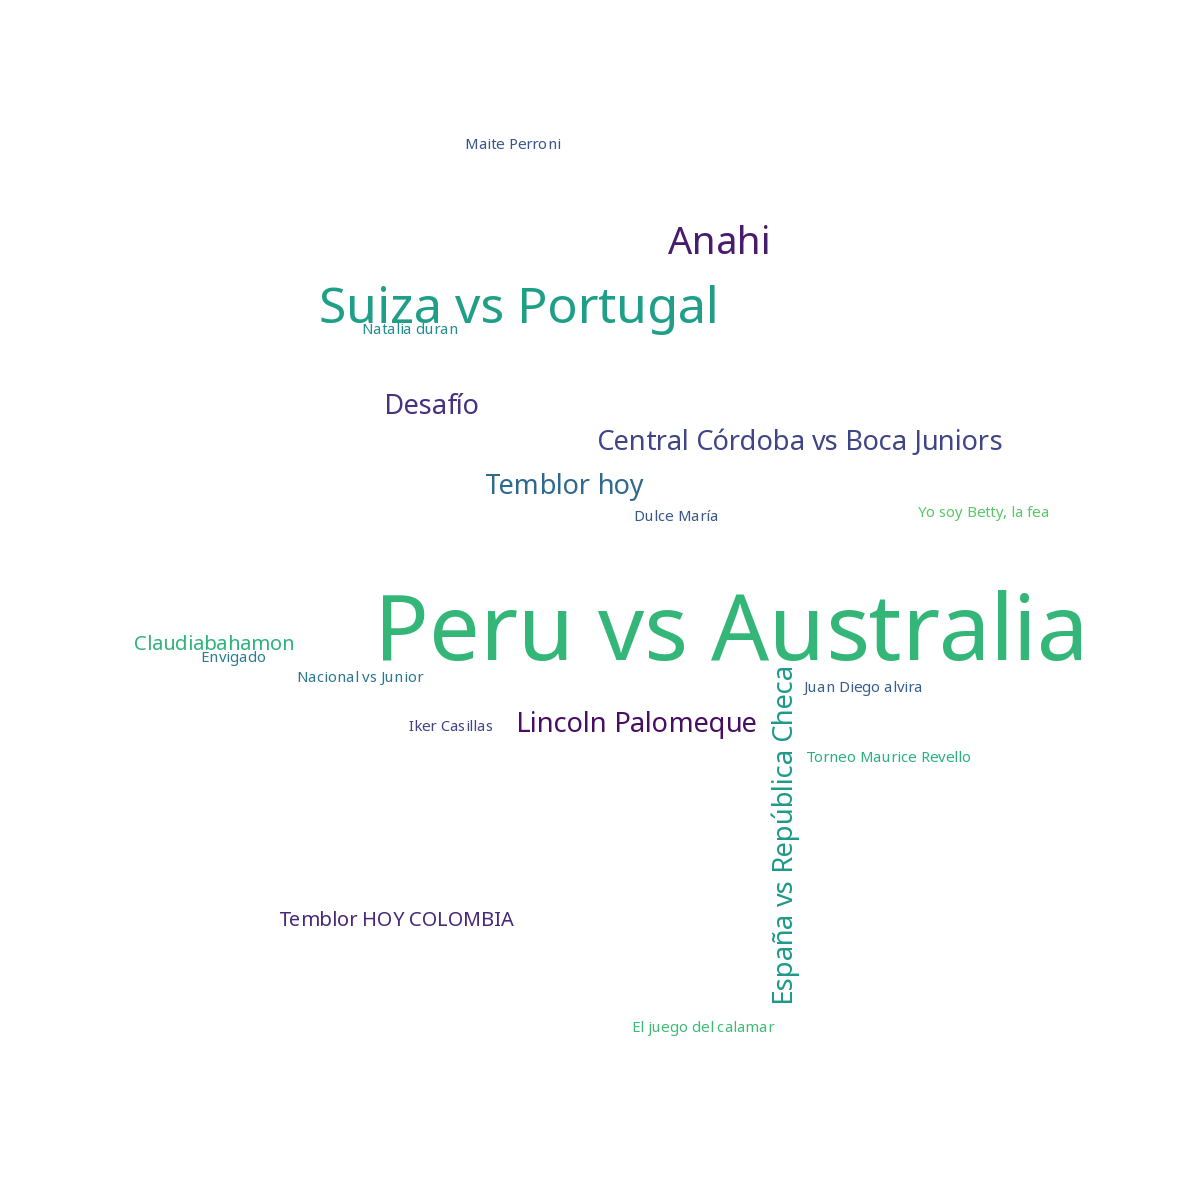 Maite Perroni
Anahi
Suiza vs Portugal
Natalia duran
Desafío
Central Córdoba vs Boca Juniors
Temblor hoy
Dulce María
Yo soy Betty, la fea
Peru vs Australia
Claudiabahamon
Envigado
Nacional vs Junior
Juan Diego alvira
Iker Casillas
Lincoln Palomeque
España vs República Checa
Torneo Maurice Revello
Temblor HOY COLOMBIA
El juego del calamar